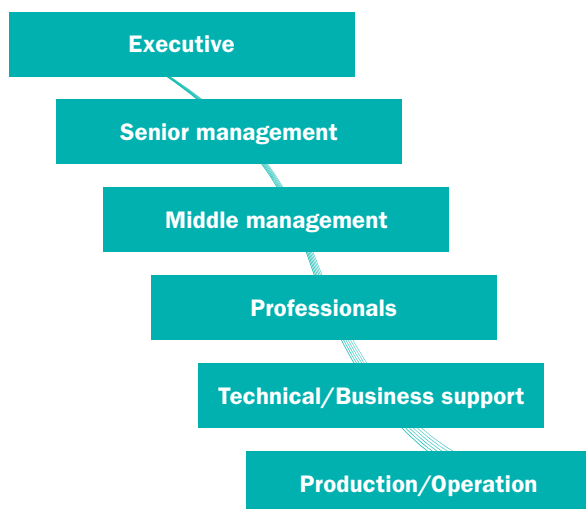 Executive
Senior management
Middle management
Professionals
Technical/Business support
Production/Operation